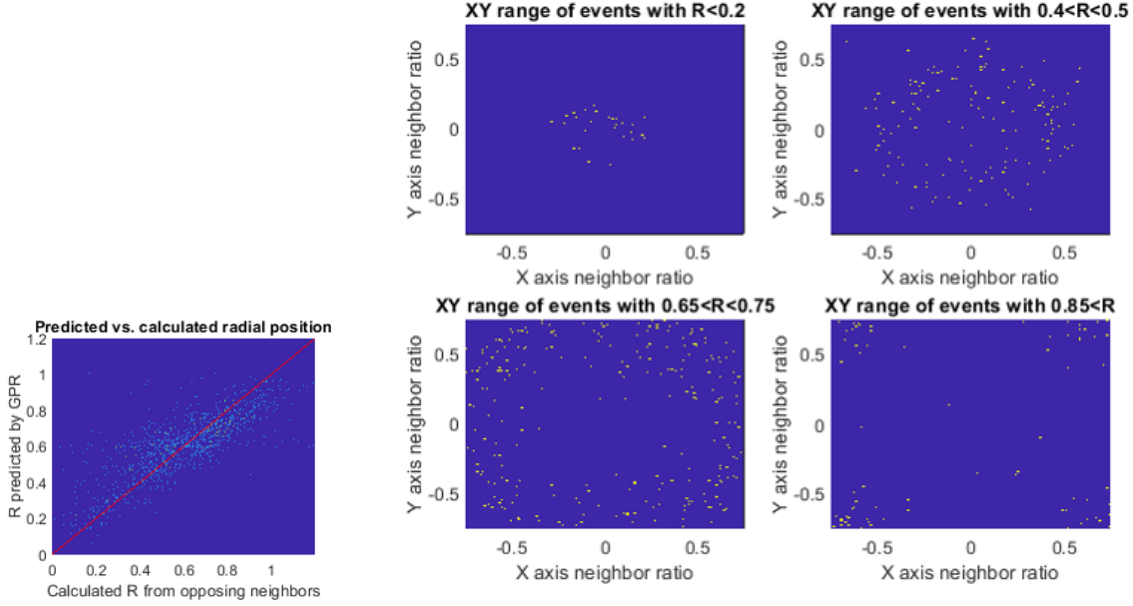 XY range of events with R<0.2
Y axis neighbor ratio
0.5
0
-0.5
-0.5 0 0.5
X axis neighbor ratio
XY range of events with 0.4<R<0.5
Y axis neighbor ratio
0.5
0
-0.5
-0.5 0 0.5
X axis neighbor ratio
XY range of events with 0.65<R<0.75
Y axis neighbor ratio
0.5
0
-0.5
-0.5 0 0.5
X axis neighbor ratio
XY range of events with 0.85<R
Y axis neighbor ratio
0.5
0
-0.5
-0.5 0 0.5
X axis neighbor ratio
Predicted vs. calculated radial position
R predicted by GPR
1.2
1
0.8
0.6
0.4
0.2
0
0 0.2 0.4 0.6 0.8 1
Calculated R from opposing neighbors